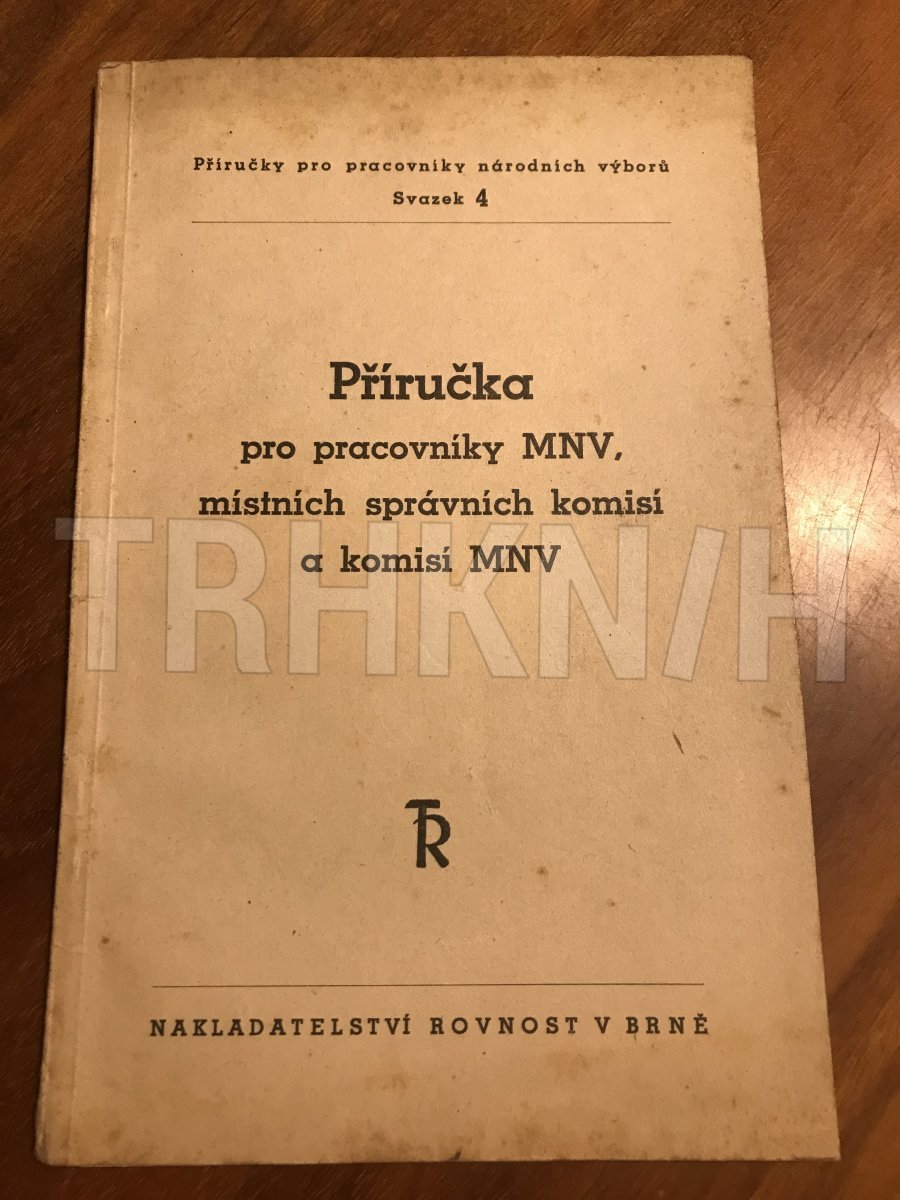 Příručky pro pracovníky národních výborů
Svazek 4
Příručka
pro pracovníky MNV,
místních správních komisí
a komisí MNV
TRHKNIH
TR
NAKLADATELSTVÍ ROVNOST V BRNĚ